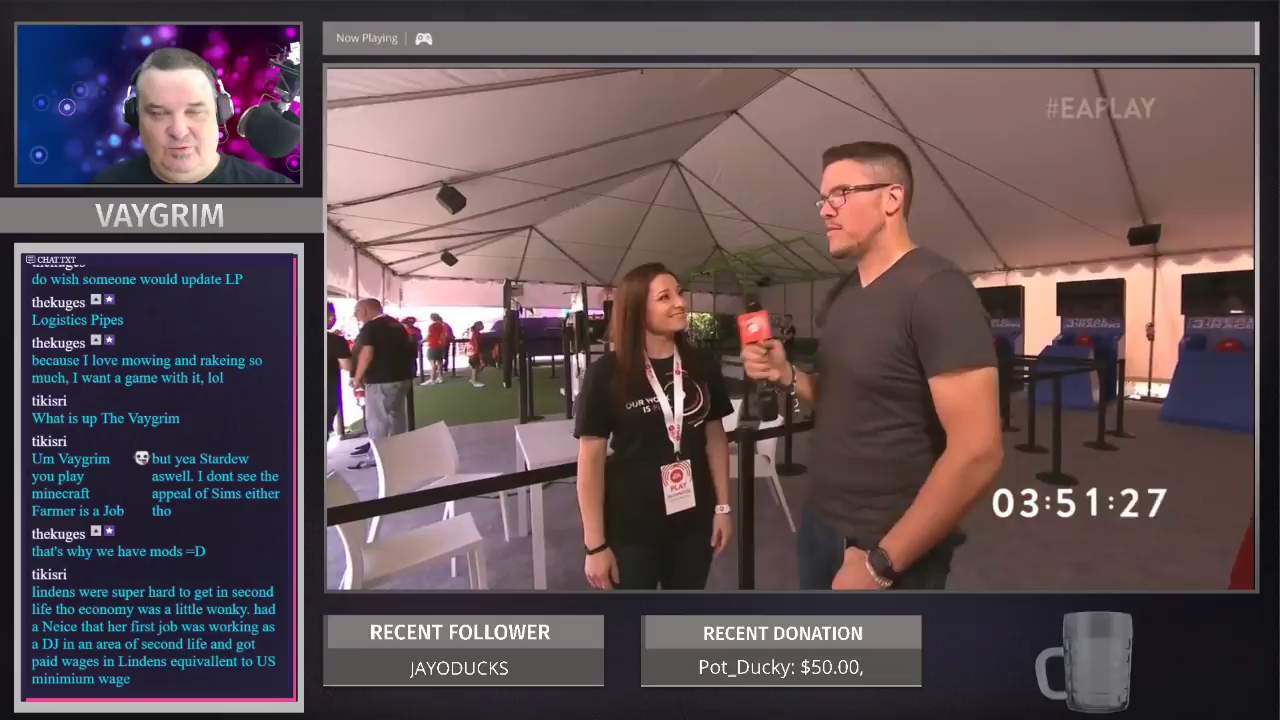 Now Playing
#EAPLAY
VAYGRIM
CHAT.TXT
thekuges
do wish someone would update LP
thekuges
Logistics Pipes
thekuges
because I love mowing and rakeing so
much, I want a game with it, lol
tikisri
What is up The Vaygrim
tikisri
Um Vaygrim
you play
minecraft
Farmer is a Job
but yea Stardew
aswell. I dont see the
appeal of Sims either
tho
thekuges
that's why we have mods =D
tikisri
lindens were super hard to get in second
life tho economy was a little wonky. had
a Neice that her first job was working as
a DJ in an area of second life and got
paid wages in Lindens equivallent to US
minimium wage
OUR WO
IS
EA
PLAY
03:51:27
RECENT FOLLOWER
JAYODUCKS
RECENT DONATION
Pot_Ducky: $50.00,